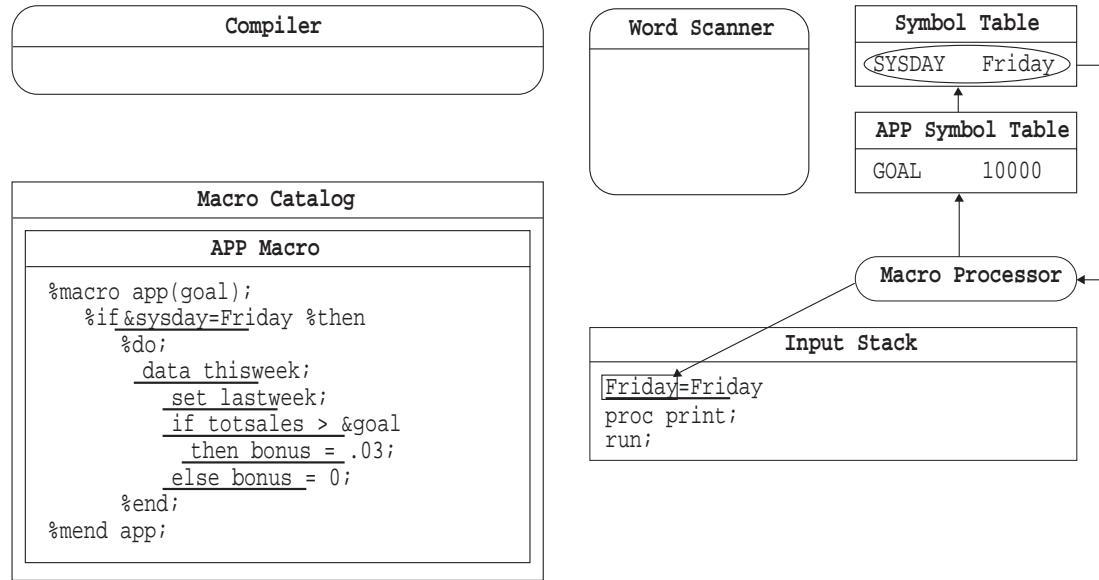 Compiler
Word Scanner
Symbol Table
SYSDAY Friday
APP Symbol Table
GOAL 10000
Macro Catalog
APP Macro
%macro app(goal);
%if &sysday=Friday %then
%do;
data thisweek;
set lastweek;
if totsales > &goal
then bonus = .03;
else bonus = 0;
%end;
%mend app;
Macro Processor
Input Stack
Friday=Friday
proc print;
run;